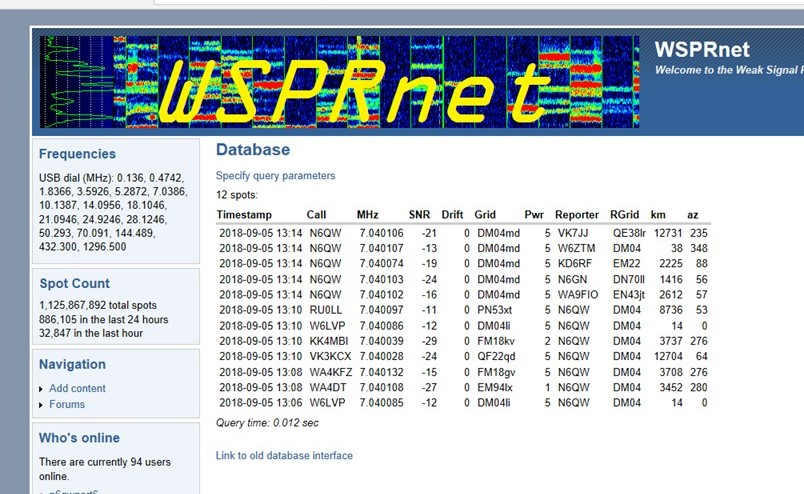 WSPRnet
WSPRnet
Welcome to the Weak Signal
Frequencies
USB dial (MHz): 0.136, 0.4742,
1.8366, 3.5926, 5.2872, 7.0386,
10.1387, 14.0956, 18.1046,
21.0946, 24.9246, 28.1246,
50.293, 70.091, 144.489,
432.300, 1296.500
Spot Count
1,125,867,892 total spots
886,105 in the last 24 hours
32,847 in the last hour
Navigation
Add content
Forums
Who's online
There are currently 94 users
online.
Database
Specify query parameters
12 spots:
Timestamp Call MHz SNR Drift Grid Pwr Reporter RGrid km az
2018-09-05 13:14 N6QW 7.040106 -21 0 DM04md 5 VK7JJ QE38lr 12731 235
2018-09-05 13:14 N6QW 7.040107 -13 0 DM04md 5 W6ZTM DM04 38 348
2018-09-05 13:14 N6QW 7.040074 -19 0 DM04md 5 KD6RF EM22 2225 88
2018-09-05 13:14 N6QW 7.040103 -24 0 DM04md 5 N6GN DN70ll 1416 56
2018-09-05 13:14 N6QW 7.040102 -16 0 DM04md 5 WA9FIO EN43jt 2612 57
2018-09-05 13:10 RU0LL 7.040097 -11 0 PN53xt 5 N6QW DM04 8736 53
2018-09-05 13:10 W6LVP 7.040086 -12 0 DM04li 5 N6QW DM04 14 0
2018-09-05 13:10 KK4MBI 7.040039 -29 0 FM18kv 2 N6QW DM04 3737 276
2018-09-05 13:10 VK3KCX 7.040028 -24 0 QF22qd 5 N6QW DM04 12704 64
2018-09-05 13:08 WA4KFZ 7.040132 -15 0 FM18gv 5 N6QW DM04 3708 276
2018-09-05 13:08 WA4DT 7.040108 -27 0 EM94lx 1 N6QW DM04 3452 280
2018-09-05 13:06 W6LVP 7.040085 -12 0 DM04li 5 N6QW DM04 14 0
Query time: 0.012 sec
Link to old database interface